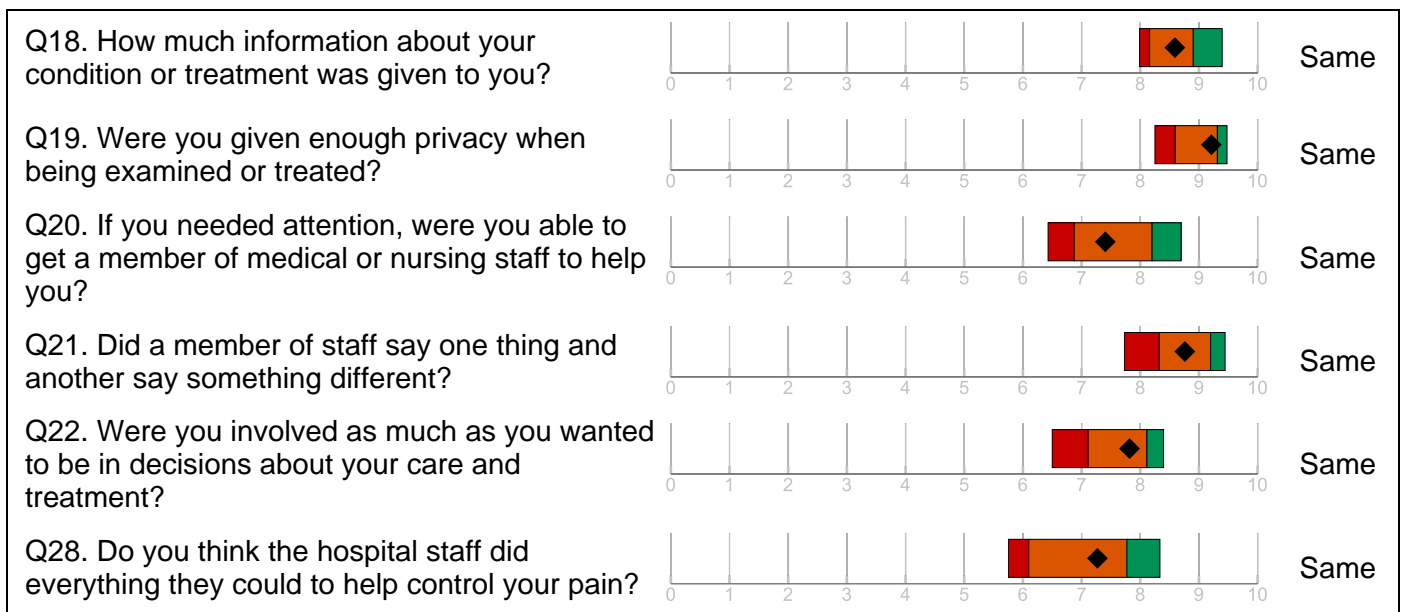 Q18. How much information about your
condition or treatment was given to you?
0 1 2 3 4 5 6 7 8 9 10
Same
Q19. Were you given enough privacy when
being examined or treated?
0 1 2 3 4 5 6 7 8 9 10
Same
Q20. If you needed attention, were you able to
get a member of medical or nursing staff to help
you?
0 1 2 3 4 5 6 7 8 9 10
Same
Q21. Did a member of staff say one thing and
another say something different?
0 1 2 3 4 5 6 7 8 9 10
Same
Q22. Were you involved as much as you wanted
to be in decisions about your care and
treatment?
0 1 2 3 4 5 6 7 8 9 10
Same
Q28. Do you think the hospital staff did
everything they could to help control your pain?
0 1 2 3 4 5 6 7 8 9 10
Same